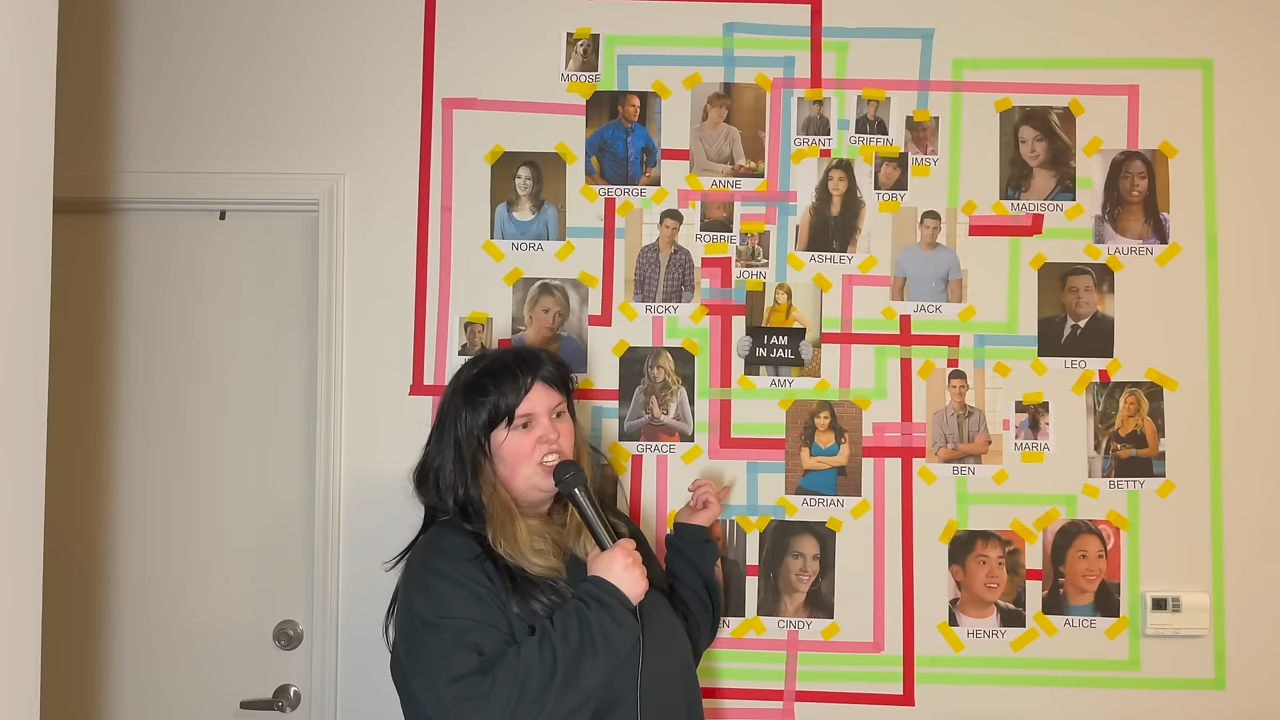 MOOSE
GRANT
GRIFFIN
IMSY
GEORGE
ANNE
TOBY
MADISON
NORA
ROBBIE
ASHLEY
LAUREN
JOHN
RICKY
JACK
I AM
IN JAIL
LEO
AMY
GRACE
MARIA
BEN
BETTY
ADRIAN
CINDY
HENRY
ALICE